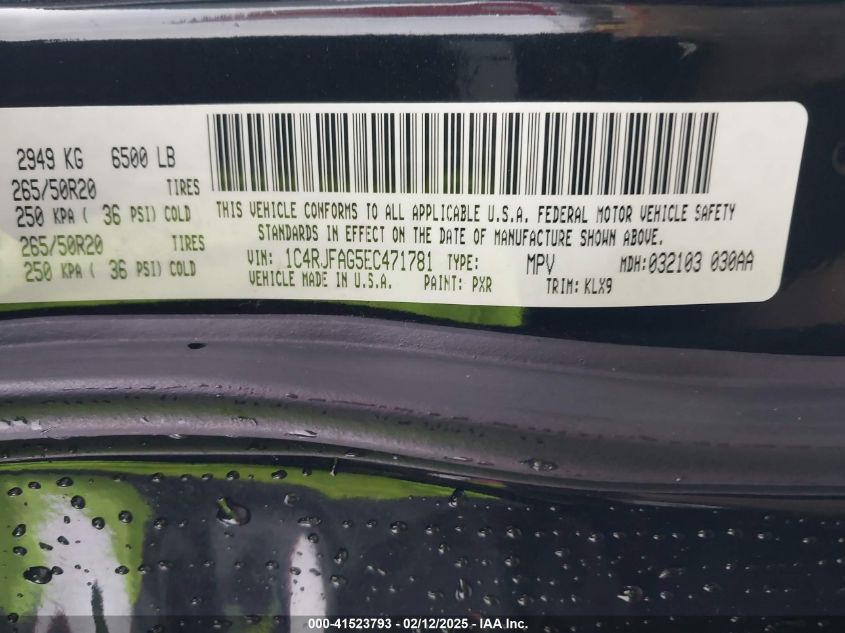 2949 KG 6500 LB
265/50R20 TIRES
250 KPA ( 36 PSI) COLD
265/50R20 TIRES
250 KPA ( 36 PSI) COLD
THIS VEHICLE CONFORMS TO ALL APPLICABLE U.S.A. FEDERAL MOTOR VEHICLE SAFETY
STANDARDS IN EFFECT ON THE DATE OF MANUFACTURE SHOWN ABOVE.
VIN: 1C4RJFAG5EC471781 TYPE: MPV MDH:032103 030AA
VEHICLE MADE IN U.S.A. PAINT: PXR TRIM: KLX9
000-41523793 - 02/12/2025 - IAA Inc.